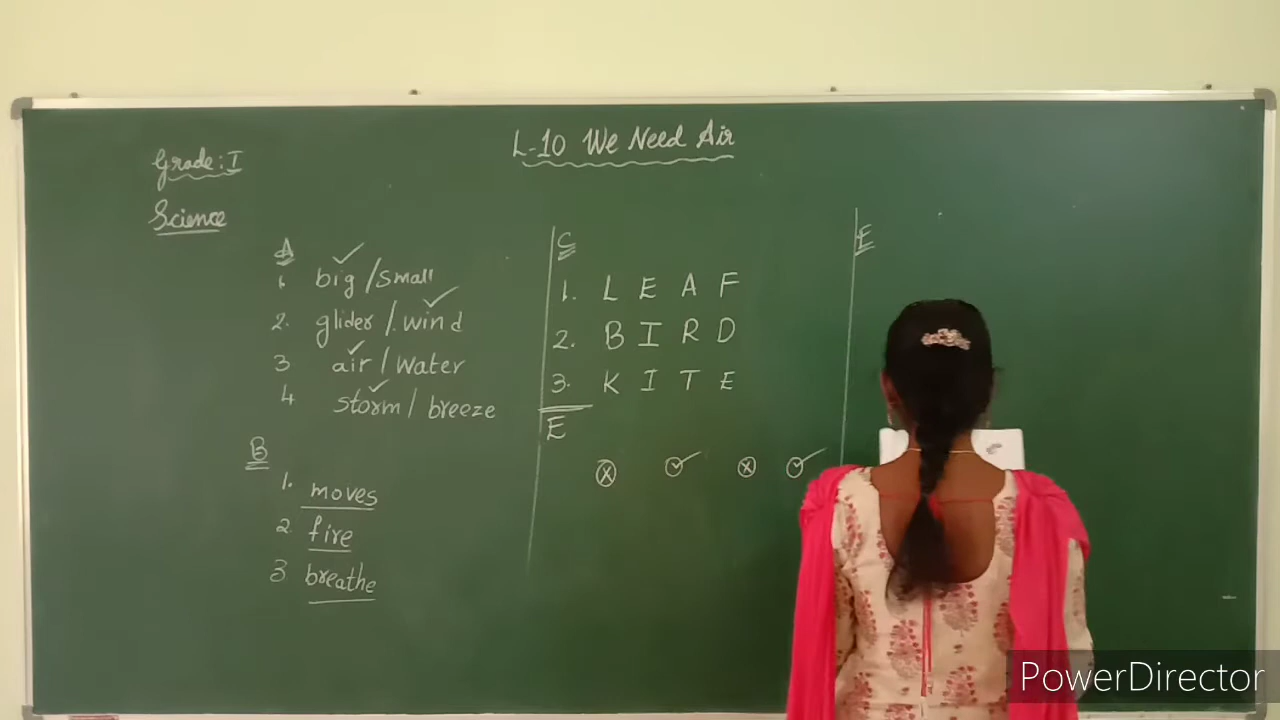 L-10 We Need Air
Grade: I
Science
A
1. big / small
2. glider / wind
3 air / Water
4 storm / breeze
B
1. moves
2. fire
3 breathe
C
1. L E A F
2. B I R D
3. K I T E
E
E
PowerDirector